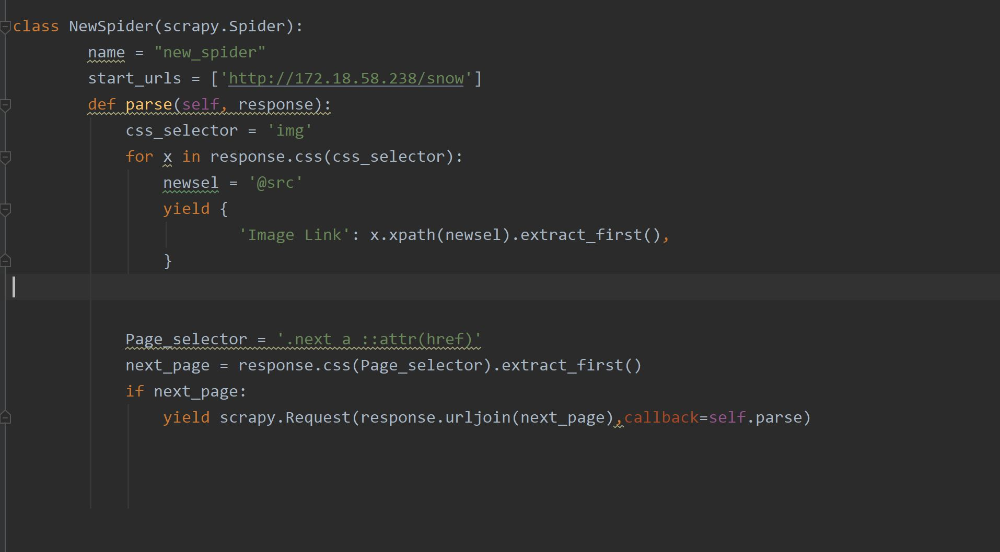 class NewSpider(scrapy.Spider):
name = "new_spider"
start_urls = ['http://172.18.58.238/snow']
def parse(self, response):
css_selector = 'img'
for x in response.css(css_selector):
newsel = '@src'
yield {
'Image Link': x.xpath(newsel).extract_first(),
}
Page_selector = '.next a ::attr(href)'
next_page = response.css(Page_selector).extract_first()
if next_page:
yield scrapy.Request(response.urljoin(next_page),callback=self.parse)